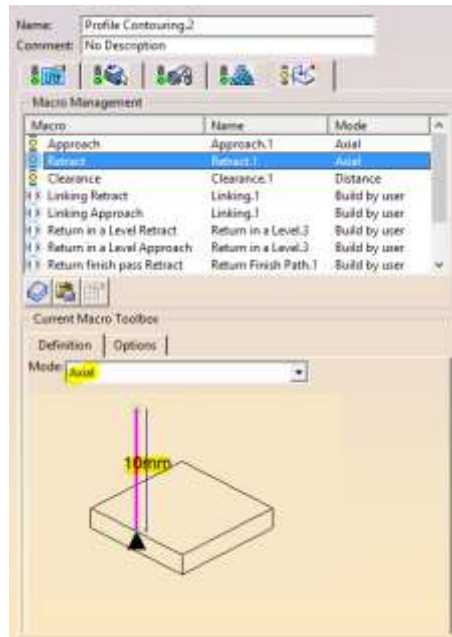 Name: Profile Contouring.2
Comment: No Description
Macro Management
Macro Name Mode
Approach Approach.1 Axial
Retract Retract.1 Axial
Clearance Clearance.1 Distance
Linking Retract Linking.1 Build by user
Linking Approach Linking.1 Build by user
Return in a Level Retract Return in a Level.3 Build by user
Return in a Level Approach Return in a Level.3 Build by user
Return finish pass Retract Return Finish Path.1 Build by user
Current Macro Toolbox
Definition Options
Mode: Axial
10mm